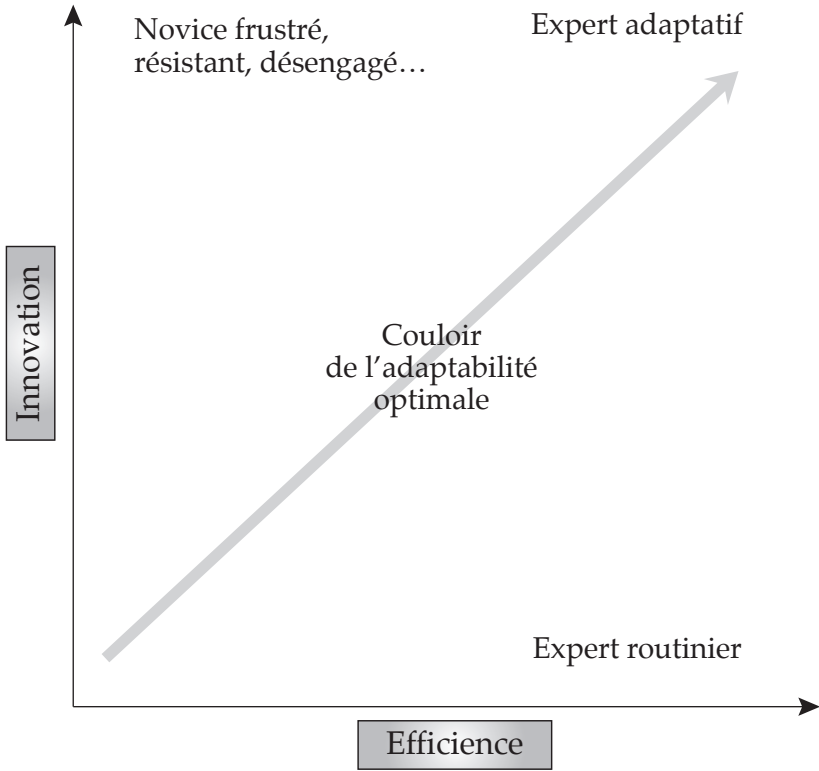 Novice frustré,
résistant, désengagé…
Expert adaptatif
Innovation
Couloir
de l’adaptabilité
optimale
Expert routinier
Efficience